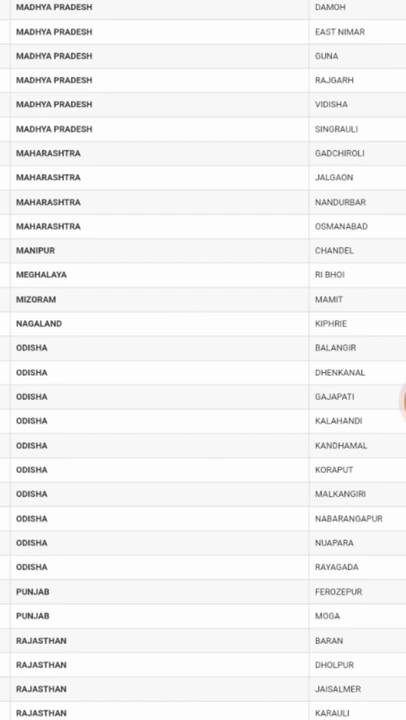 MADHYA PRADESH DAMOH
MADHYA PRADESH EAST NIMAR
MADHYA PRADESH GUNA
MADHYA PRADESH RAJGARH
MADHYA PRADESH VIDISHA
MADHYA PRADESH SINGRAULI
MAHARASHTRA GADCHIROLI
MAHARASHTRA JALGAON
MAHARASHTRA NANDURBAR
MAHARASHTRA OSMANABAD
MANIPUR CHANDEL
MEGHALAYA RI BHOI
MIZORAM MAMIT
NAGALAND KIPHRIE
ODISHA BALANGIR
ODISHA DHENKANAL
ODISHA GAJAPATI
ODISHA KALAHANDI
ODISHA KANDHAMAL
ODISHA KORAPUT
ODISHA MALKANGIRI
ODISHA NABARANGAPUR
ODISHA NUAPARA
ODISHA RAYAGADA
PUNJAB FEROZEPUR
PUNJAB MOGA
RAJASTHAN BARAN
RAJASTHAN DHOLPUR
RAJASTHAN JAISALMER
RAJASTHAN KARAULI